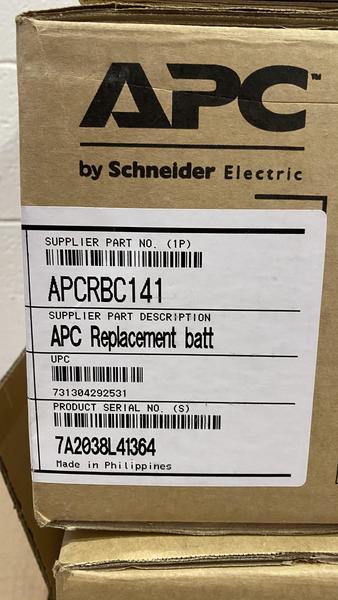 APC™
by Schneider Electric
SUPPLIER PART NO. (1P)
APCRBC141
SUPPLIER PART DESCRIPTION
APC Replacement batt
UPC
731304292531
PRODUCT SERIAL NO. (S)
7A2038L41364
Made in Philippines